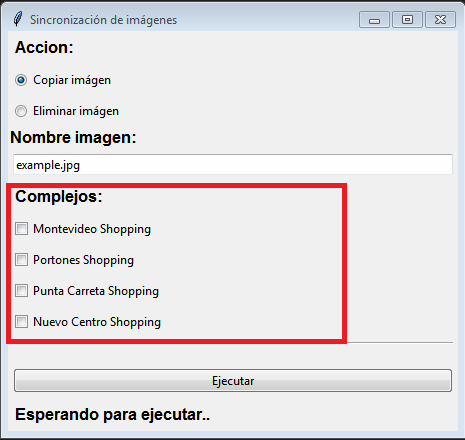 Sincronización de imágenes
Accion:
Copiar imágen
Eliminar imágen
Nombre imagen:
example.jpg
Complejos:
Montevideo Shopping
Portones Shopping
Punta Carreta Shopping
Nuevo Centro Shopping
Ejecutar
Esperando para ejecutar..